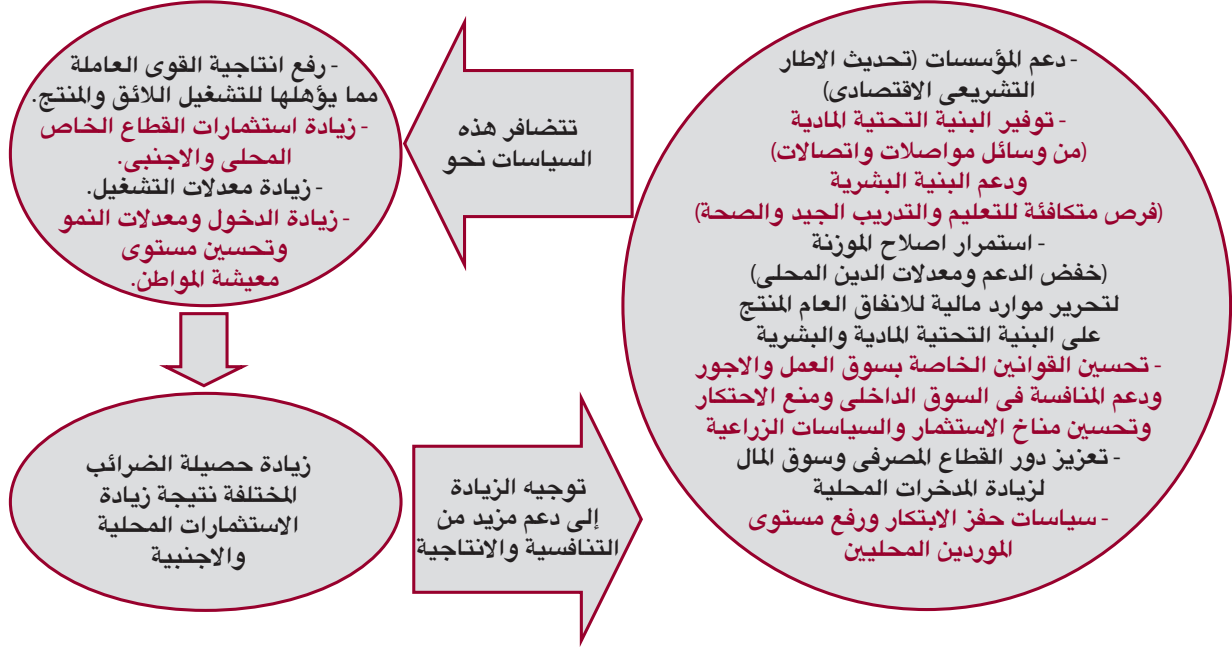 - دعم المؤسسات (تحديث الاطار
التشريعى الاقتصادى)
- توفير البنية التحتية المادية
(من وسائل مواصلات واتصالات)
ودعم البنية البشرية
(فرص متكافئة للتعليم والتدريب الجيد والصحة)
- استمرار اصلاح الموزنة
(خفض الدعم ومعدلات الدين المحلى)
لتحرير موارد مالية للانفاق العام المنتج
على البنية التحتية المادية والبشرية
- تحسين القوانين الخاصة بسوق العمل والاجور
ودعم المنافسة فى السوق الداخلى ومنع الاحتكار
وتحسين مناخ الاستثمار والسياسات الزراعية
- تعزيز دور القطاع المصرفى وسوق المال
لزيادة المدخرات المحلية
- سياسات حفز الابتكار ورفع مستوى
الموردين المحليين
تتضافر هذه
السياسات نحو
- رفع انتاجية القوى العاملة
مما يؤهلها للتشغيل اللائق والمنتج.
- زيادة استثمارات القطاع الخاص
المحلى والاجنبى.
- زيادة معدلات التشغيل.
- زيادة الدخول ومعدلات النمو
وتحسين مستوى
معيشة المواطن.
زيادة حصيلة الضرائب
المختلفة نتيجة زيادة
الاستثمارات المحلية
والاجنبية
توجيه الزيادة
إلى دعم مزيد من
التنافسية والانتاجية